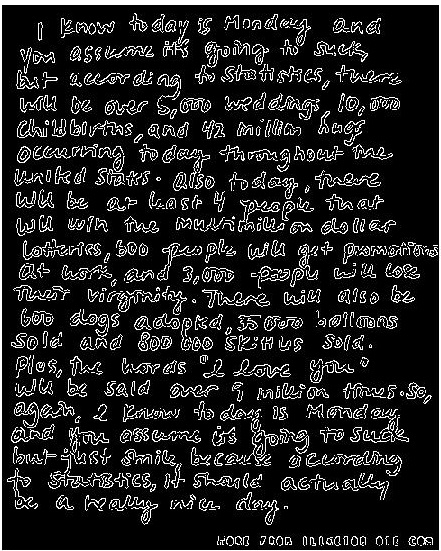 I know today is Monday and
you assume it's going to suck,
but according to statistics, there
will be over 5,000 weddings, 10,000
childbirths, and 42 million hugs
occurring today throughout the
United States. Also today, there
will be at least 4 people that
will win the multimillion dollar
lotteries, 600 people will get promotions
at work, and 3,000 people will lose
their virginity. There will also be
600 dogs adopted, 35 000 balloons
sold and 800 000 skittles sold.
Plus, the words "I love you"
will be said over 9 million times. So,
again, I know today is Monday
and you assume it's going to suck
but just smile, because according
to statistics, it should actually
be a really nice day.
MORE FROM COM